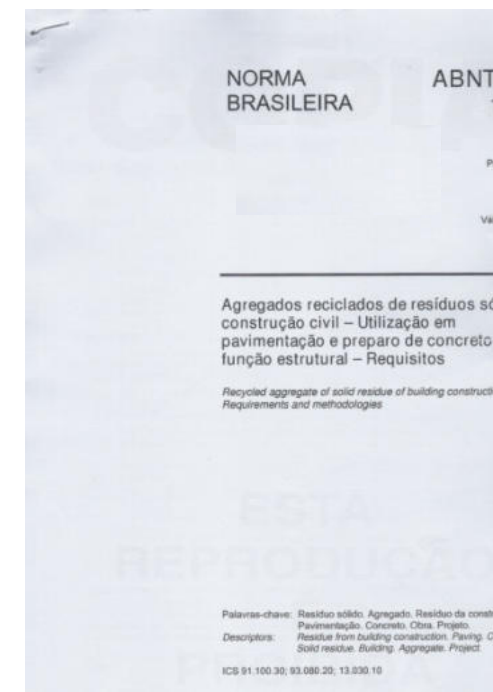 NORMA
BRASILEIRA
ABNT
Vá
Agregados reciclados de resíduos só
construção civil – Utilização em
pavimentação e preparo de concreto
função estrutural – Requisitos
Recycled aggregate of solid residue of building constructi
Requirements and methodologies
ESTA
REPRODUÇÃO
Palavras-chave: Resíduo sólido. Agregado. Resíduo da const
Pavimentação. Concreto. Obra. Projeto.
Descriptors: Residue from building construction. Paving. C
Solid residue. Building. Aggregate. Project.
ICS 91.100.30; 93.080.20; 13.030.10